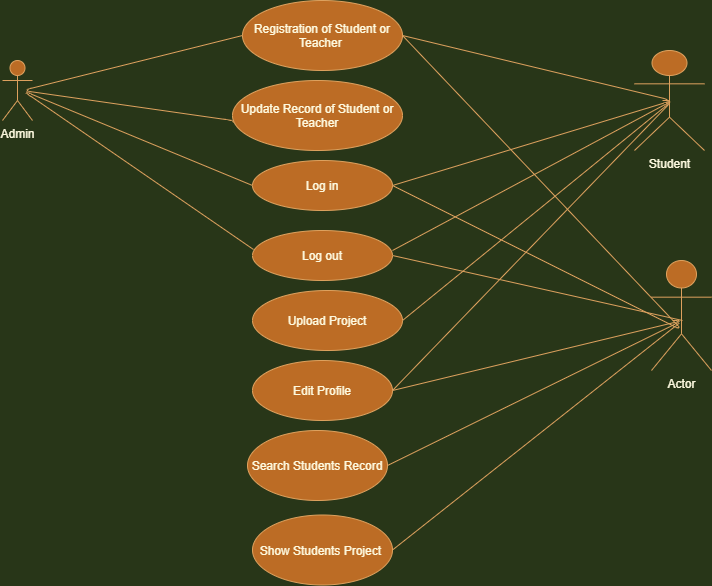 Registration of Student or
Teacher
Admin
Update Record of Student or
Teacher
Log in
Student
Log out
Upload Project
Actor
Edit Profile
Search Students Record
Show Students Project